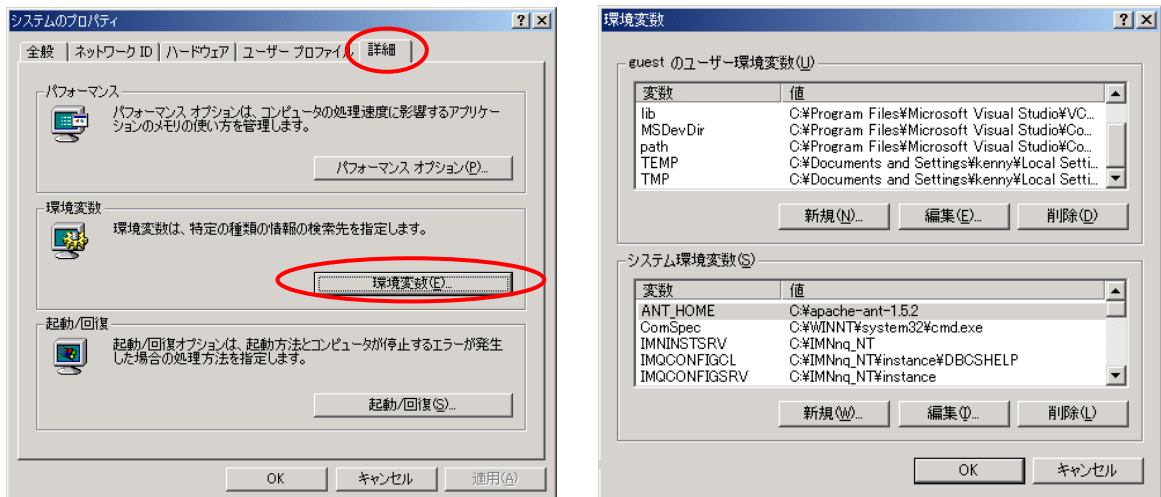 システムのプロパティ
全般 ネットワーク ID ハードウェア ユーザー プロファイル 詳細
パフォーマンス
パフォーマンス オプションは、コンピュータの処理速度に影響するアプリケー
ションのメモリの使い方を管理します。
パフォーマンス オプション(P)...
環境変数
環境変数は、特定の種類の情報の検索先を指定します。
環境変数(E)...
起動/回復
起動/回復オプションは、起動方法とコンピュータが停止するエラーが発生
した場合の処理方法を指定します。
起動/回復(S)...
OK キャンセル 適用(A)
環境変数
guest のユーザー環境変数(U)
変数 値
lib C:¥Program Files¥Microsoft Visual Studio¥VC...
MSDevDir C:¥Program Files¥Microsoft Visual Studio¥Co...
path C:¥Program Files¥Microsoft Visual Studio¥Co...
TEMP C:¥Documents and Settings¥kenny¥Local Setti...
TMP C:¥Documents and Settings¥kenny¥Local Setti...
新規(N)... 編集(E)... 削除(D)
システム環境変数(S)
変数 値
ANT_HOME C:¥apache-ant-1.5.2
ComSpec C:¥WINNT¥system32¥cmd.exe
IMNINSTSRV C:¥IMNnq_NT
IMQCONFIGCL C:¥IMNnq_NT¥instance¥DBCSHELP
IMQCONFIGSRV C:¥IMNnq_NT¥instance
新規(W)... 編集(I)... 削除(L)
OK キャンセル